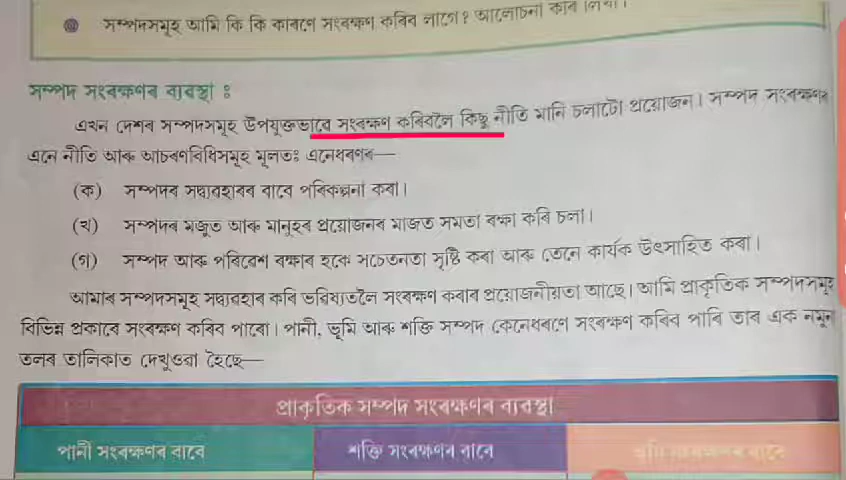 সম্পদসমূহ আমি কি কি কাৰণে সংৰক্ষণ কৰিব লাগে? আলোচনা কৰি লিখা।
সম্পদ সংৰক্ষণৰ ব্যৱস্থা ঃ
এখন দেশৰ সম্পদসমূহ উপযুক্তভাৱে সংৰক্ষণ কৰিবলৈ কিছু নীতি মানি চলাটো প্ৰয়োজন। সম্পদ সংৰক্ষণৰ
এনে নীতি আৰু আচৰণবিধিসমূহ মূলতঃ এনেধৰণৰ—
(ক) সম্পদৰ সদ্ব্যৱহাৰৰ বাবে পৰিকল্পনা কৰা।
(খ) সম্পদৰ মজুত আৰু মানুহৰ প্ৰয়োজনৰ মাজত সমতা ৰক্ষা কৰি চলা।
(গ) সম্পদ আৰু পৰিৱেশ ৰক্ষাৰ হকে সচেতনতা সৃষ্টি কৰা আৰু তেনে কাৰ্যক উৎসাহিত কৰা।
আমাৰ সম্পদসমূহ সদ্ব্যৱহাৰ কৰি ভৱিষ্যতলৈ সংৰক্ষণ কৰাৰ প্ৰয়োজনীয়তা আছে। আমি প্ৰাকৃতিক সম্পদসমূহ
বিভিন্ন প্ৰকাৰে সংৰক্ষণ কৰিব পাৰো। পানী, ভূমি আৰু শক্তি সম্পদ কেনেধৰণে সংৰক্ষণ কৰিব পাৰি তাৰ এক নমুনা
তলৰ তালিকাত দেখুওৱা হৈছে—
প্ৰাকৃতিক সম্পদ সংৰক্ষণৰ ব্যৱস্থা
পানী সংৰক্ষণৰ বাবে
শক্তি সংৰক্ষণৰ বাবে
ভূমি সংৰক্ষণৰ বাবে